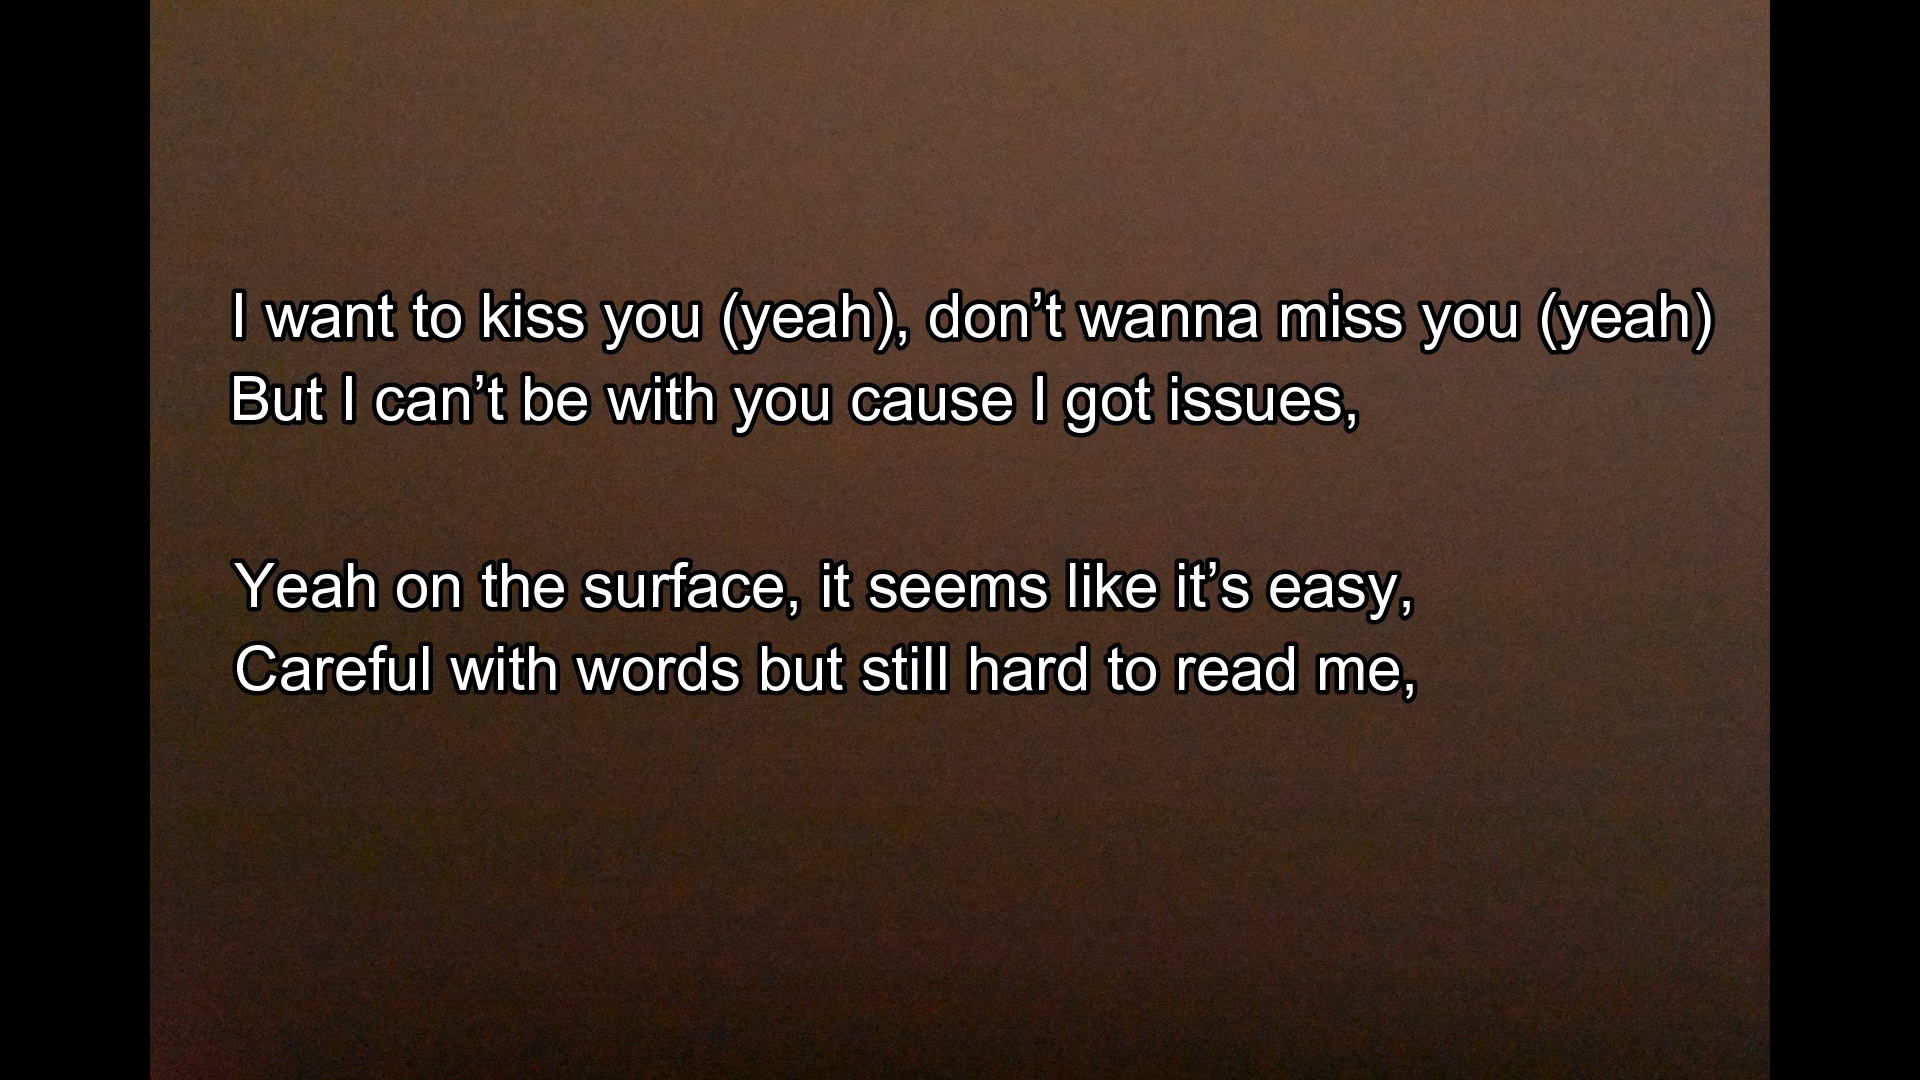 I want to kiss you (yeah), don’t wanna miss you (yeah)
But I can’t be with you cause I got issues,
Yeah on the surface, it seems like it’s easy,
Careful with words but still hard to read me,